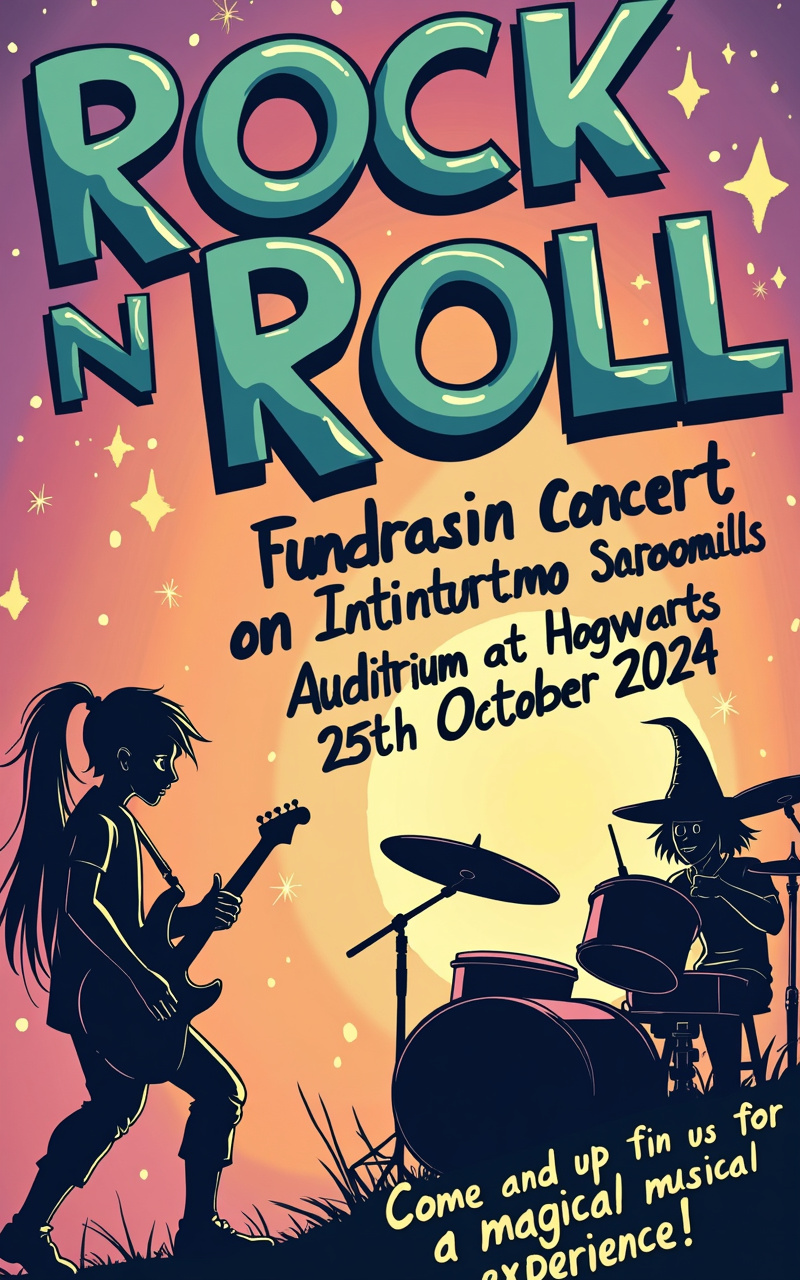 ROCK
N ROLL
Fundrasin Concert
on Intinturtmo Saroomills
Auditrium at Hogwarts
25th October 2024
Come and up fin us for
a magical musical
experience!